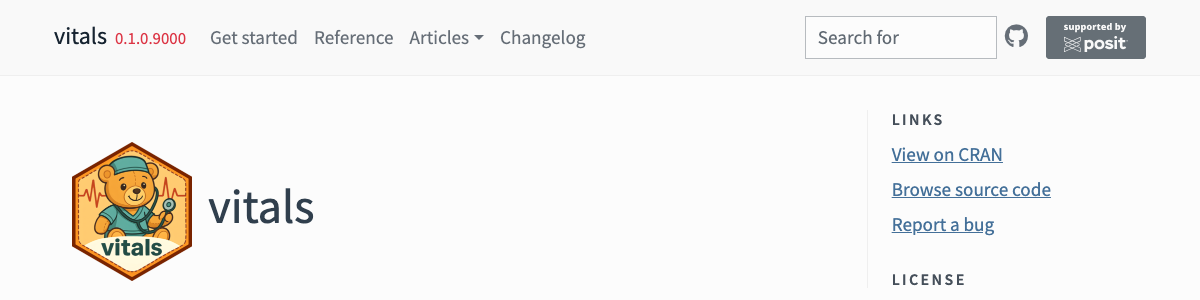 vitals 0.1.0.9000 Get started Reference Articles Changelog Search for
supported by
posit
LINKS
View on CRAN
Browse source code
Report a bug
vitals
vitals
LICENSE